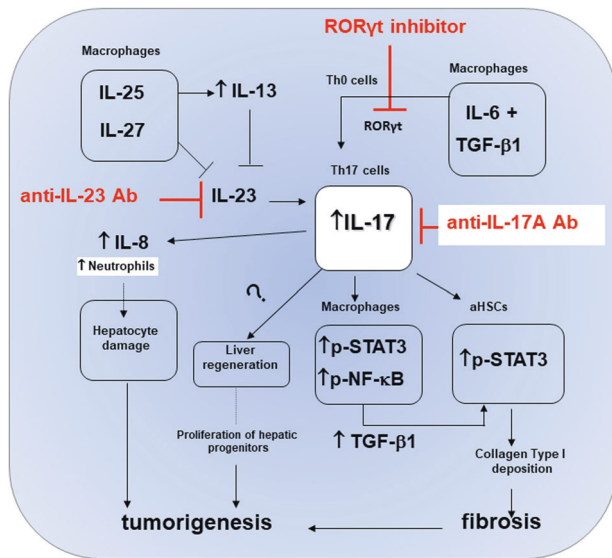 RORγt inhibitor
Macrophages
Th0 cells
Macrophages
IL-25
↑ IL-13
IL-27
IL-6 +
TGF-β1
RORγt
Th17 cells
anti-IL-23 Ab
IL-23
↑IL-17
anti-IL-17A Ab
↑ IL-8
↑ Neutrophils
?
Macrophages
aHSCs
Hepatocyte
damage
Liver
regeneration
↑p-STAT3
↑p-NF-κB
↑p-STAT3
Proliferation of hepatic
progenitors
↑ TGF-β1
Collagen Type I
deposition
tumorigenesis
fibrosis